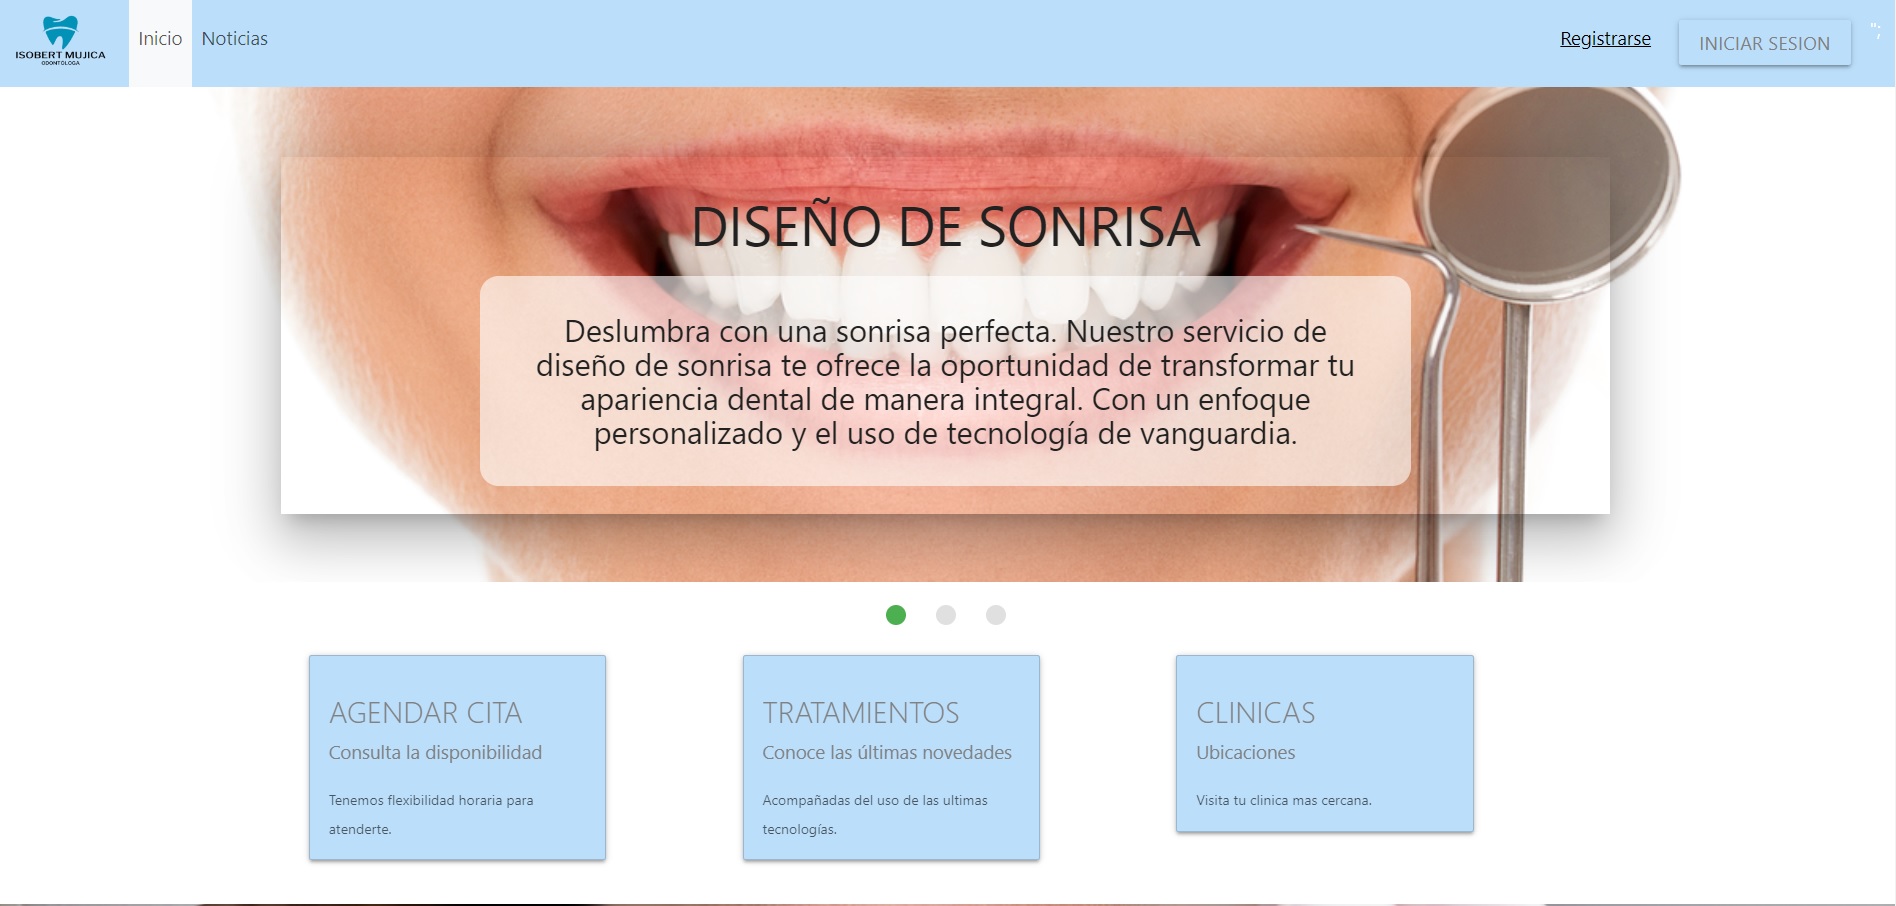 ISOBERT MUJICA
ODONTOLOGA
Inicio
Noticias
Registrarse
INICIAR SESION
";
DISEÑO DE SONRISA
Deslumbra con una sonrisa perfecta. Nuestro servicio de
diseño de sonrisa te ofrece la oportunidad de transformar tu
apariencia dental de manera integral. Con un enfoque
personalizado y el uso de tecnología de vanguardia.
AGENDAR CITA
Consulta la disponibilidad
Tenemos flexibilidad horaria para
atenderte.
TRATAMIENTOS
Conoce las últimas novedades
Acompañadas del uso de las ultimas
tecnologías.
CLINICAS
Ubicaciones
Visita tu clinica mas cercana.